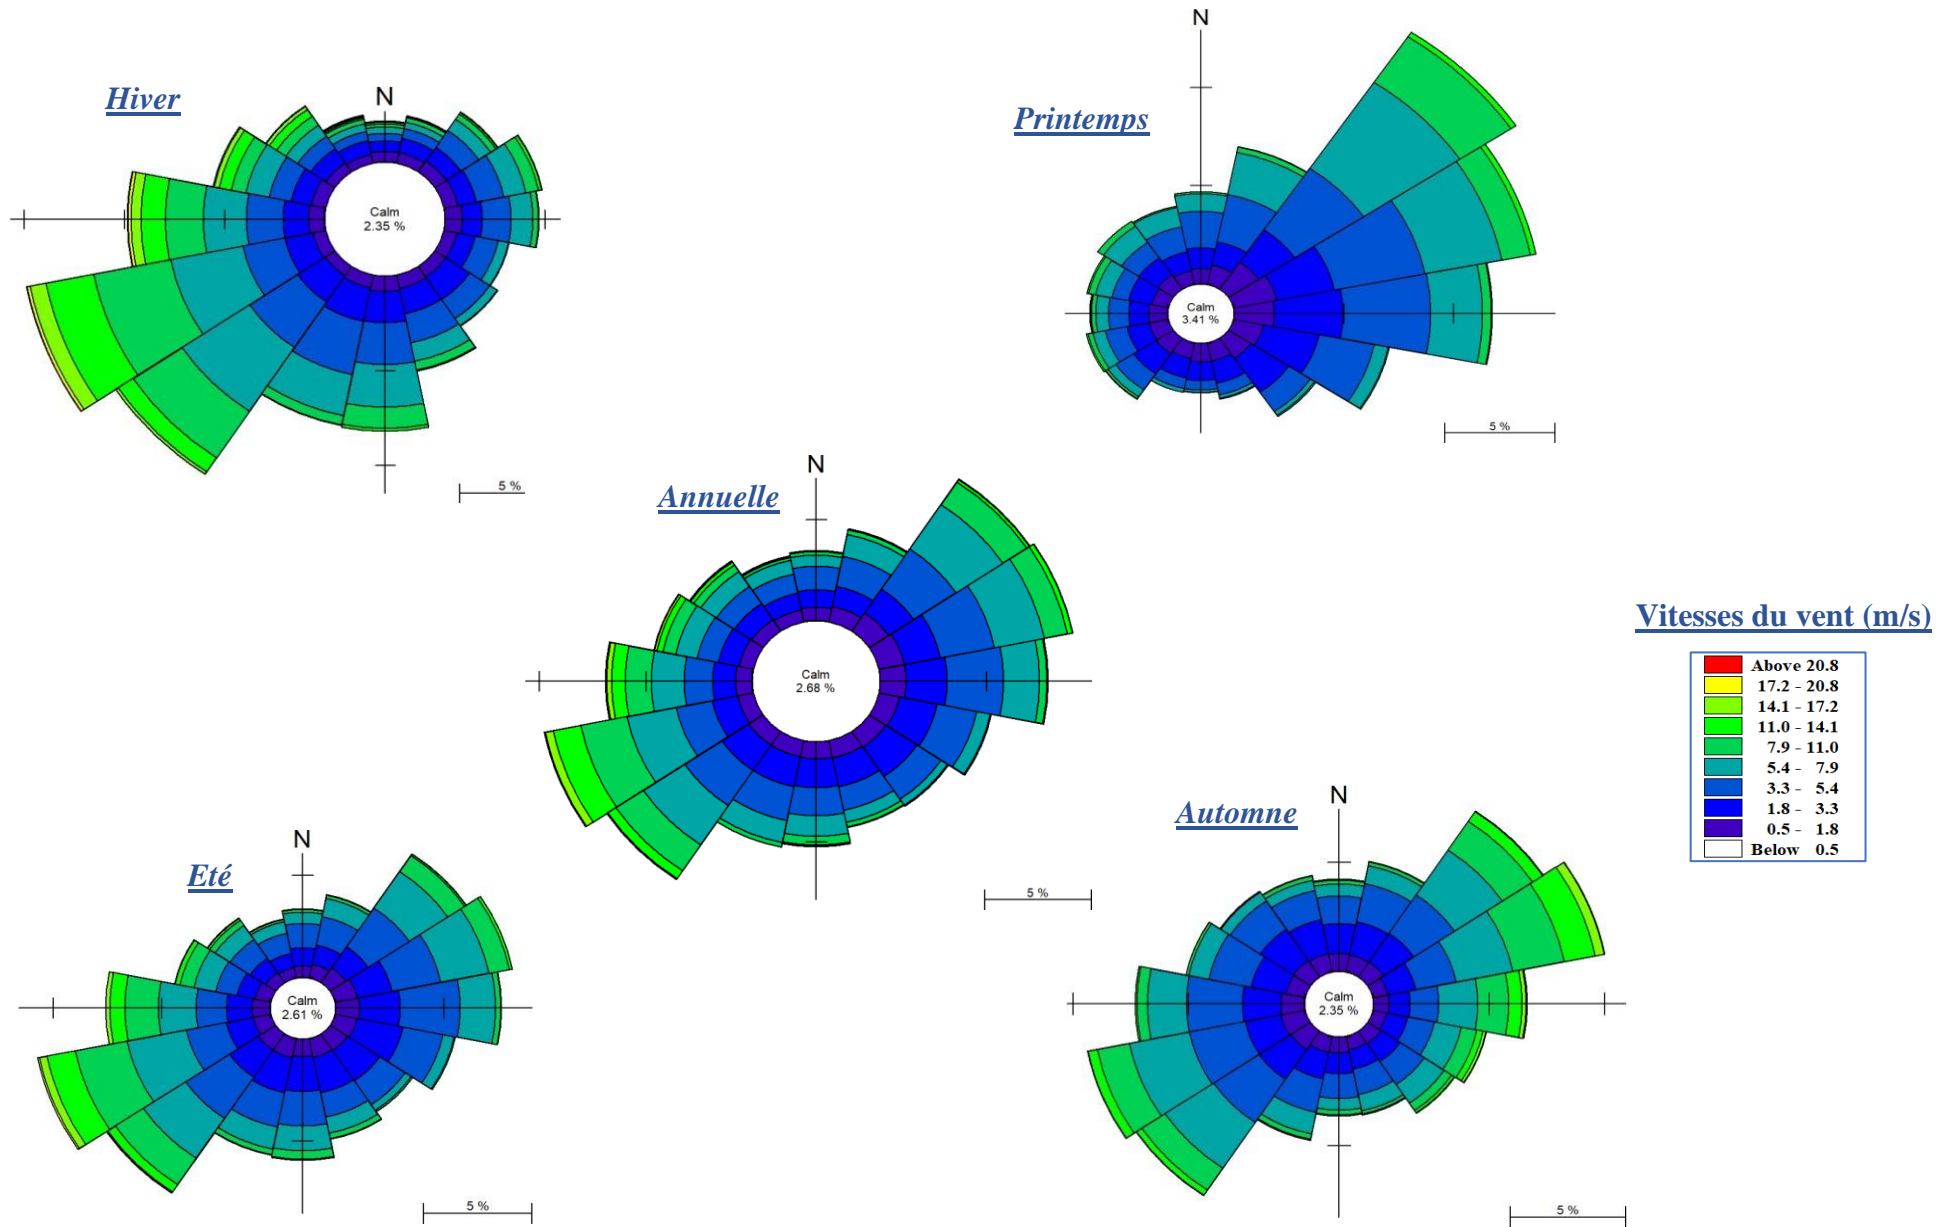 N
Hiver
Calm
2.35 %
5 %
N
Printemps
Calm
3.41 %
5 %
N
Annuelle
Calm
2.68 %
5 %
N
Eté
Calm
2.61 %
5 %
N
Automne
Calm
2.35 %
5 %
Vitesses du vent (m/s)
Above 20.8
17.2 - 20.8
14.1 - 17.2
11.0 - 14.1
7.9 - 11.0
5.4 - 7.9
3.3 - 5.4
1.8 - 3.3
0.5 - 1.8
Below 0.5